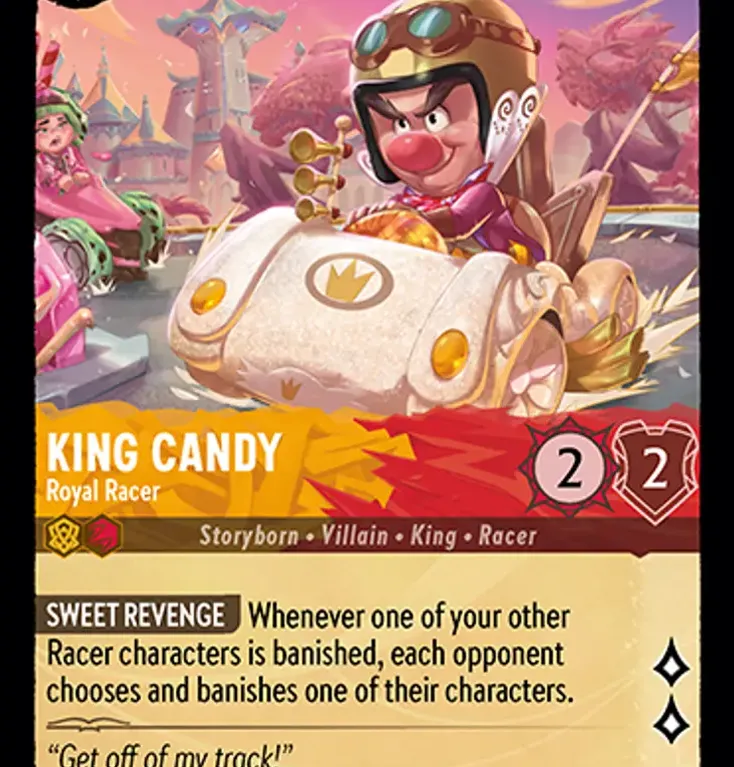 KING CANDY
Royal Racer
2
2
Storyborn • Villain • King • Racer
SWEET REVENGE Whenever one of your other
Racer characters is banished, each opponent
chooses and banishes one of their characters.
“Get off of my track!”